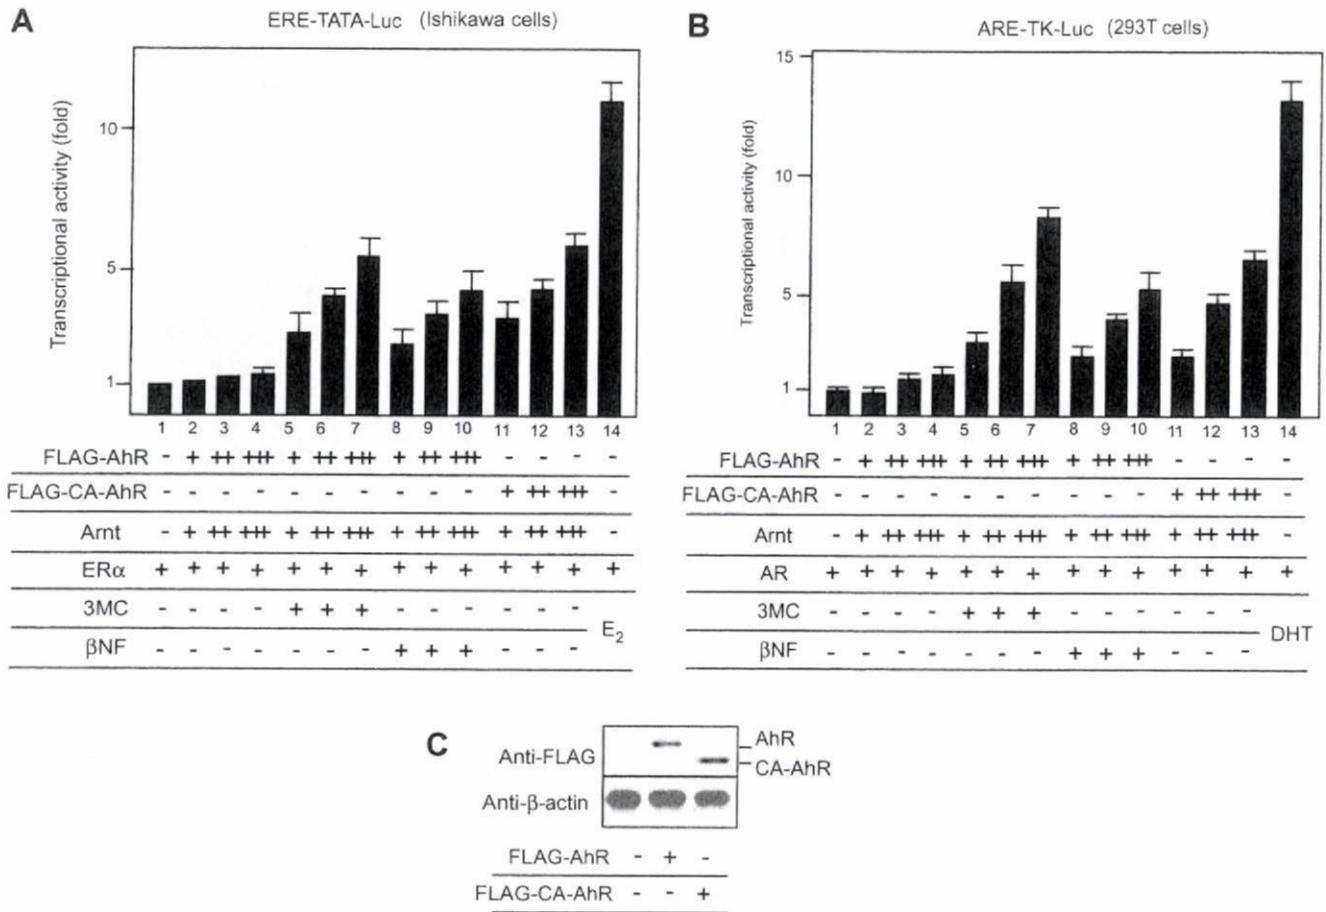 A
ERE-TATA-Luc (Ishikawa cells)
Transcriptional activity (fold)
10
5
1
1 2 3 4 5 6 7 8 9 10 11 12 13 14
FLAG-AhR - + ++ +++ + ++ +++ + ++ +++ - - - -
FLAG-CA-AhR - - - - - - - - - - + ++ +++ -
Arnt - + ++ +++ + ++ +++ + ++ +++ + ++ +++ -
ERα + + + + + + + + + + + + + +
3MC - - - - + + + - - - - - -
E2
βNF - - - - - - - + + + - - -
B
ARE-TK-Luc (293T cells)
Transcriptional activity (fold)
15
10
5
1
1 2 3 4 5 6 7 8 9 10 11 12 13 14
FLAG-AhR - + ++ +++ + ++ +++ + ++ +++ - - - -
FLAG-CA-AhR - - - - - - - - - - + ++ +++ -
Arnt - + ++ +++ + ++ +++ + ++ +++ + ++ +++ -
AR + + + + + + + + + + + + + +
3MC - - - - + + + - - - - - -
DHT
βNF - - - - - - - + + + - - -
C
Anti-FLAG
AhR
CA-AhR
Anti-β-actin
FLAG-AhR - + -
FLAG-CA-AhR - - +